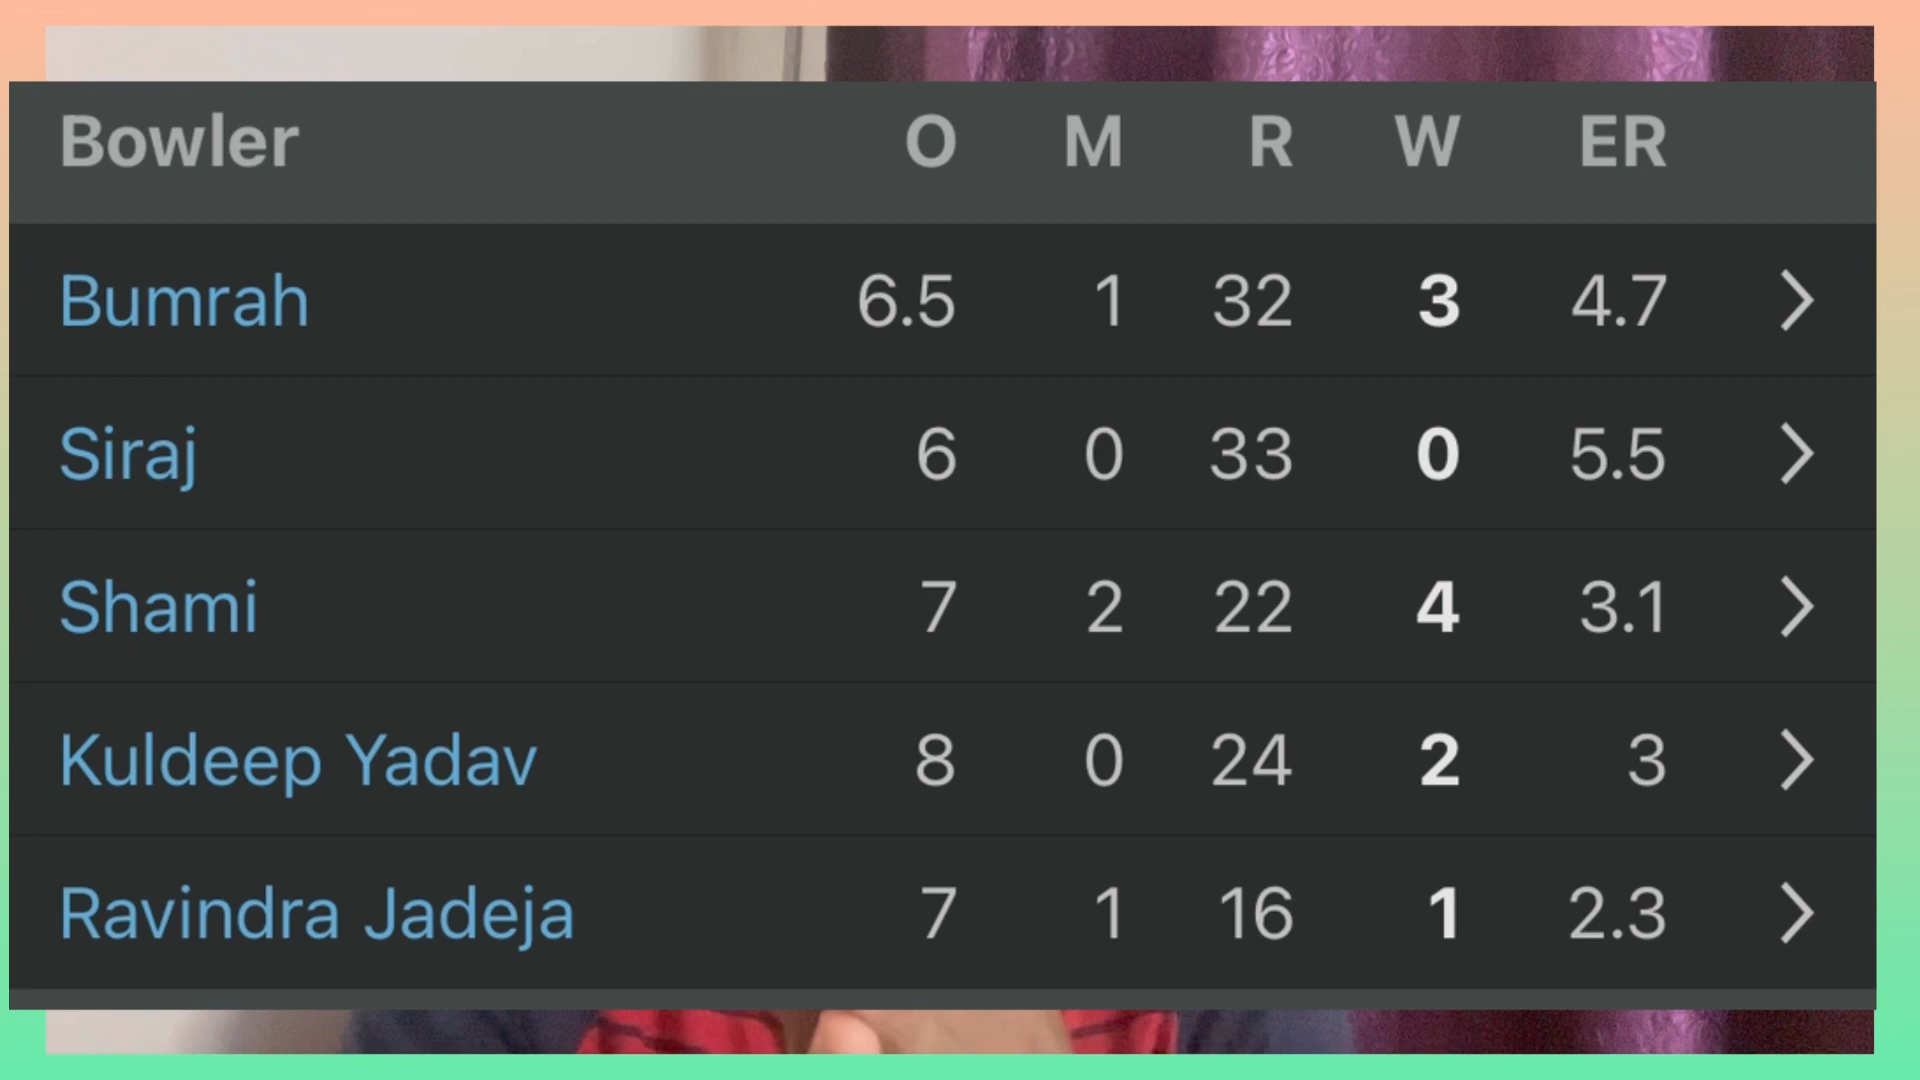 Bowler O M R W ER
Bumrah 6.5 1 32 3 4.7
Siraj 6 0 33 0 5.5
Shami 7 2 22 4 3.1
Kuldeep Yadav 8 0 24 2 3
Ravindra Jadeja 7 1 16 1 2.3